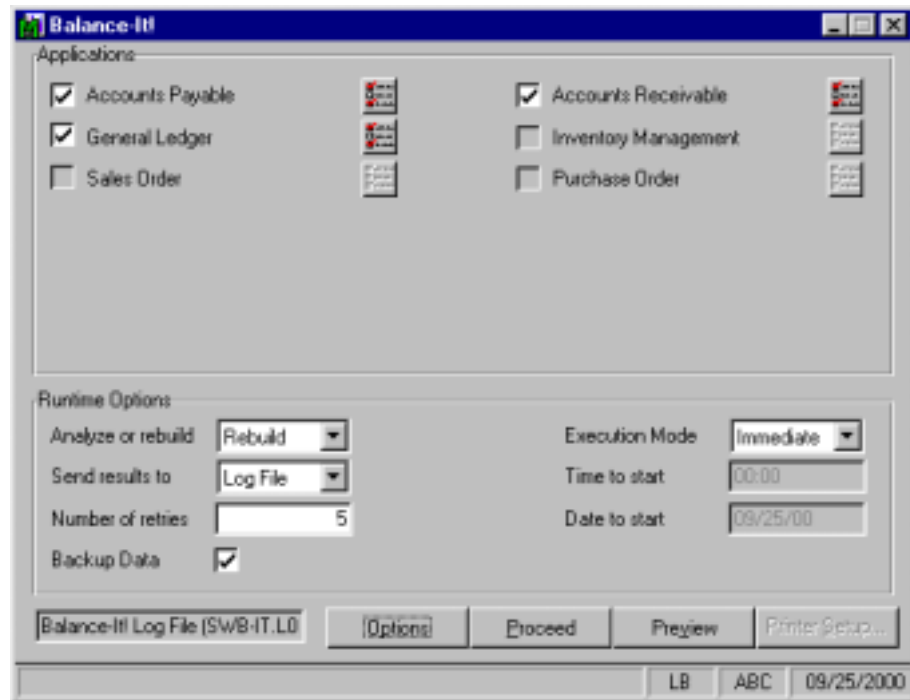 Balance-It!
Applications
Accounts Payable
Accounts Receivable
General Ledger
Inventory Management
Sales Order
Purchase Order
Runtime Options
Analyze or rebuild Rebuild
Execution Mode Immediate
Send results to Log File
Time to start 00:00
Number of retries 5
Date to start 09/25/00
Backup Data
Balance-It! Log File (SWB-IT.LO Options Proceed Preview Printer Setup...
LB ABC 09/25/2000